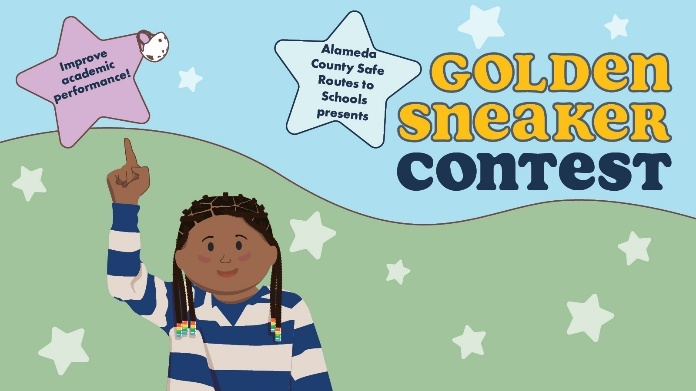 Improve
academic
performance!
Alameda
County Safe
Routes to
Schools
presents
GOLDEN
SNEAKER
CONTEST